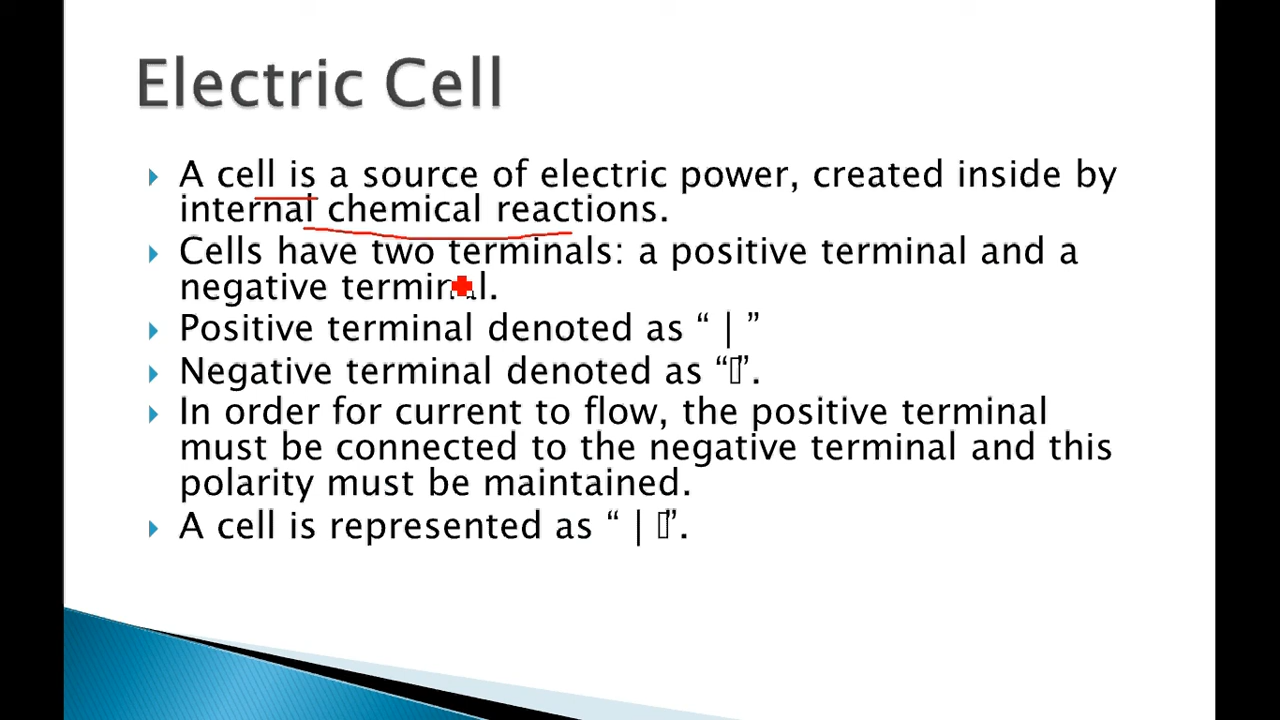 Electric Cell
A cell is a source of electric power, created inside by
internal chemical reactions.
Cells have two terminals: a positive terminal and a
negative terminal.
Positive terminal denoted as “ | ”
Negative terminal denoted as “▯”.
In order for current to flow, the positive terminal
must be connected to the negative terminal and this
polarity must be maintained.
A cell is represented as “ | ▯”.